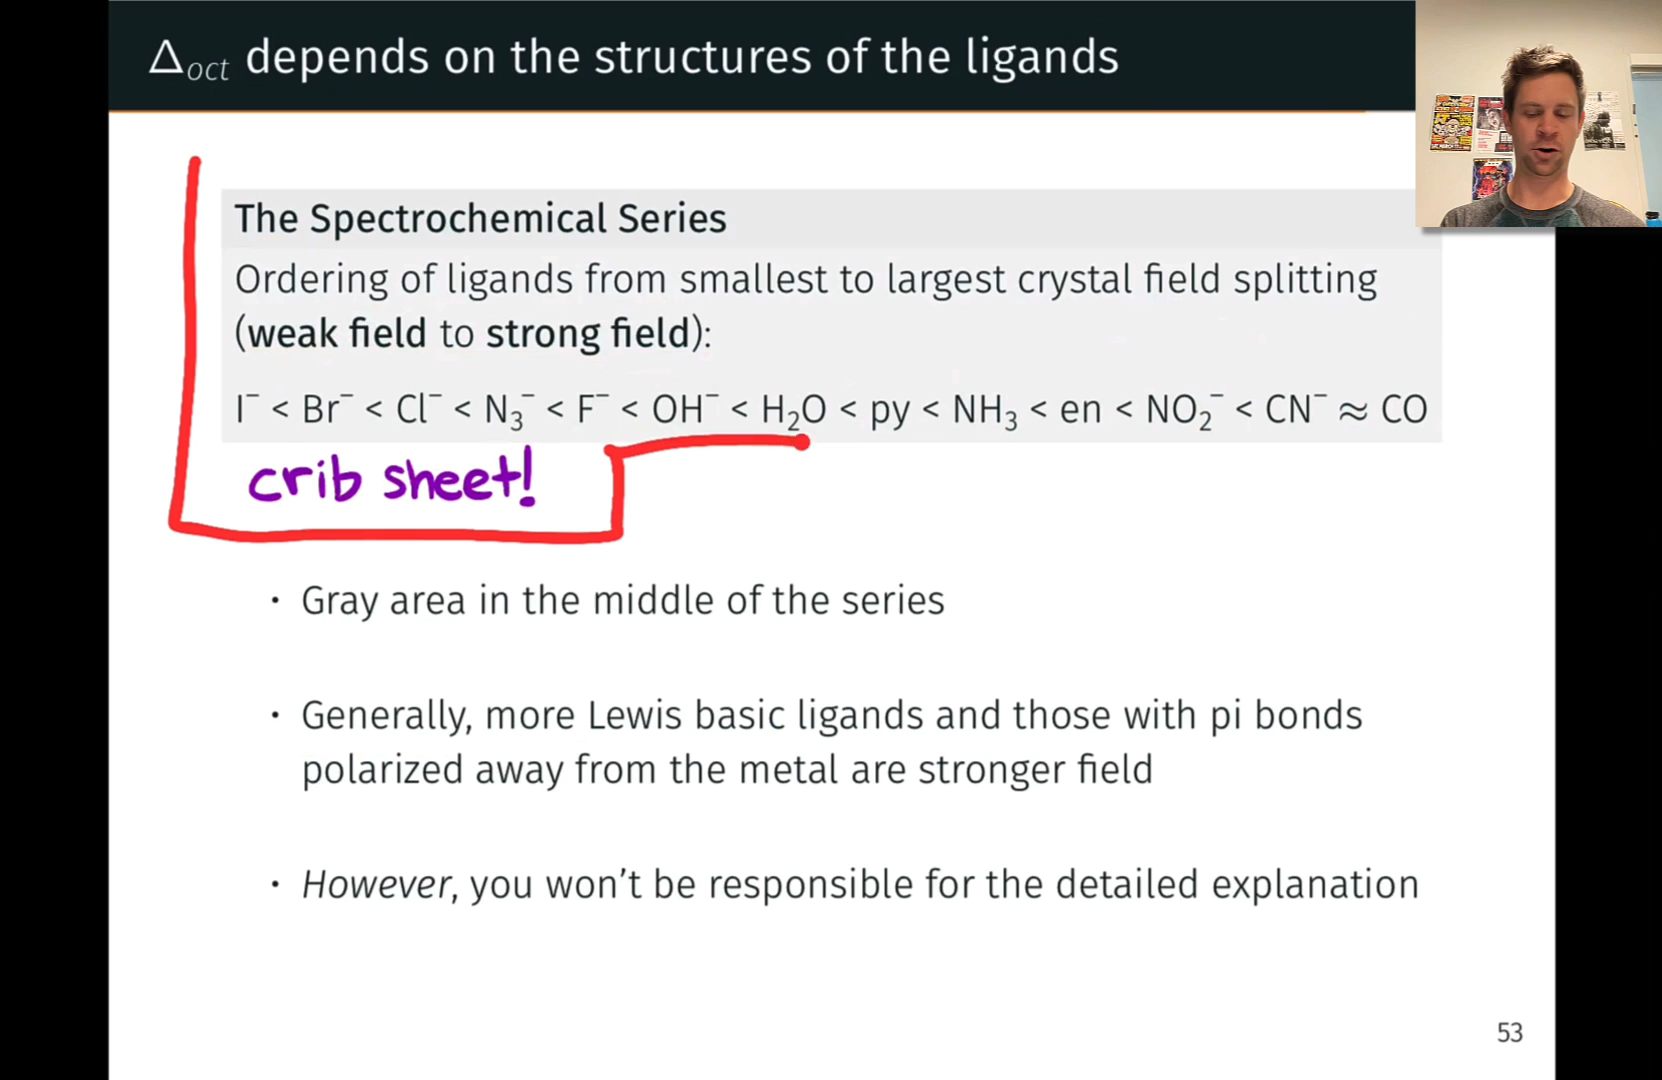 Δoct depends on the structures of the ligands
The Spectrochemical Series
Ordering of ligands from smallest to largest crystal field splitting
(weak field to strong field):
I⁻ < Br⁻ < Cl⁻ < N₃⁻ < F⁻ < OH⁻ < H₂O < py < NH₃ < en < NO₂⁻ < CN⁻ ≈ CO
crib sheet!
• Gray area in the middle of the series
• Generally, more Lewis basic ligands and those with pi bonds
polarized away from the metal are stronger field
• However, you won’t be responsible for the detailed explanation
53